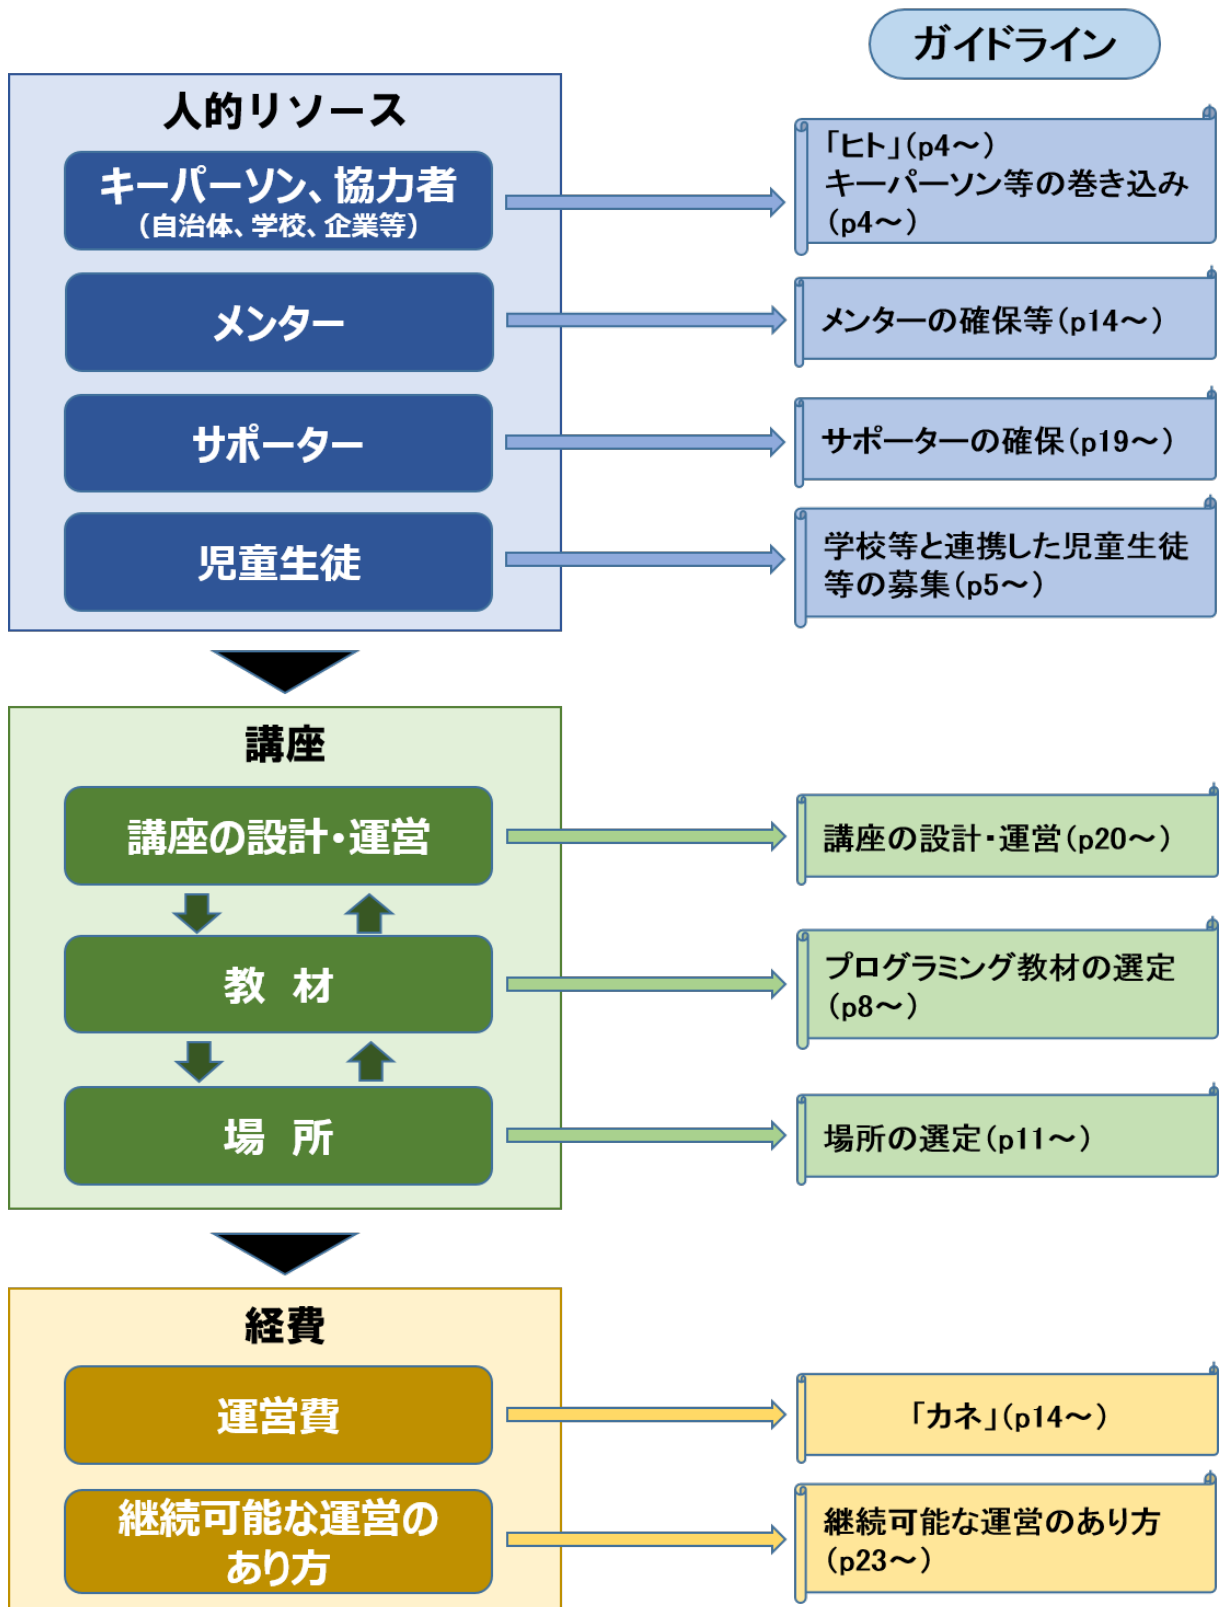 ガイドライン
人的リソース
キーパーソン、協力者
（自治体、学校、企業等）
「ヒト」（p4～）
キーパーソン等の巻き込み
（p4～）
メンター
メンターの確保等（p14～）
サポーター
サポーターの確保（p19～）
児童生徒
学校等と連携した児童生徒
等の募集（p5～）
講座
講座の設計・運営
講座の設計・運営（p20～）
教 材
プログラミング教材の選定
（p8～）
場 所
場所の選定（p11～）
経費
運営費
「カネ」（p14～）
継続可能な運営の
あり方
継続可能な運営のあり方
（p23～）